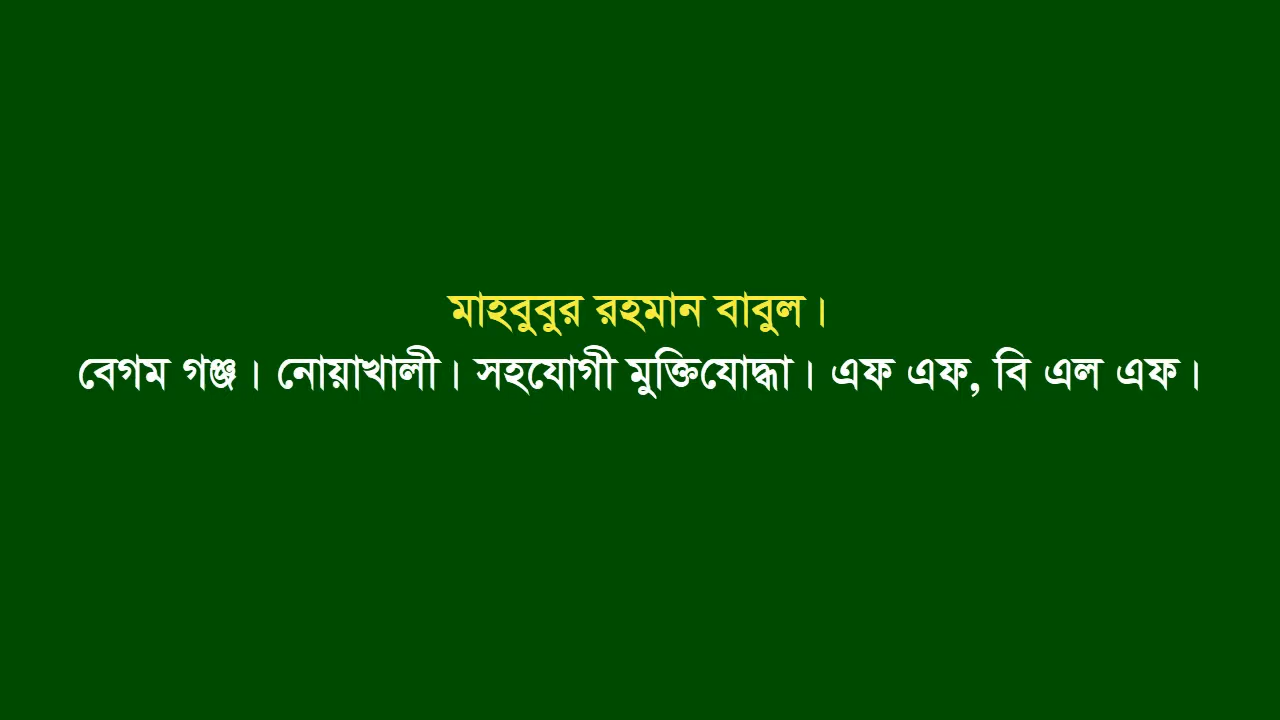 মাহবুবুর রহমান বাবুল।
বেগম গঞ্জ। নোয়াখালী। সহযোগী মুক্তিযোদ্ধা। এফ এফ, বি এল এফ।